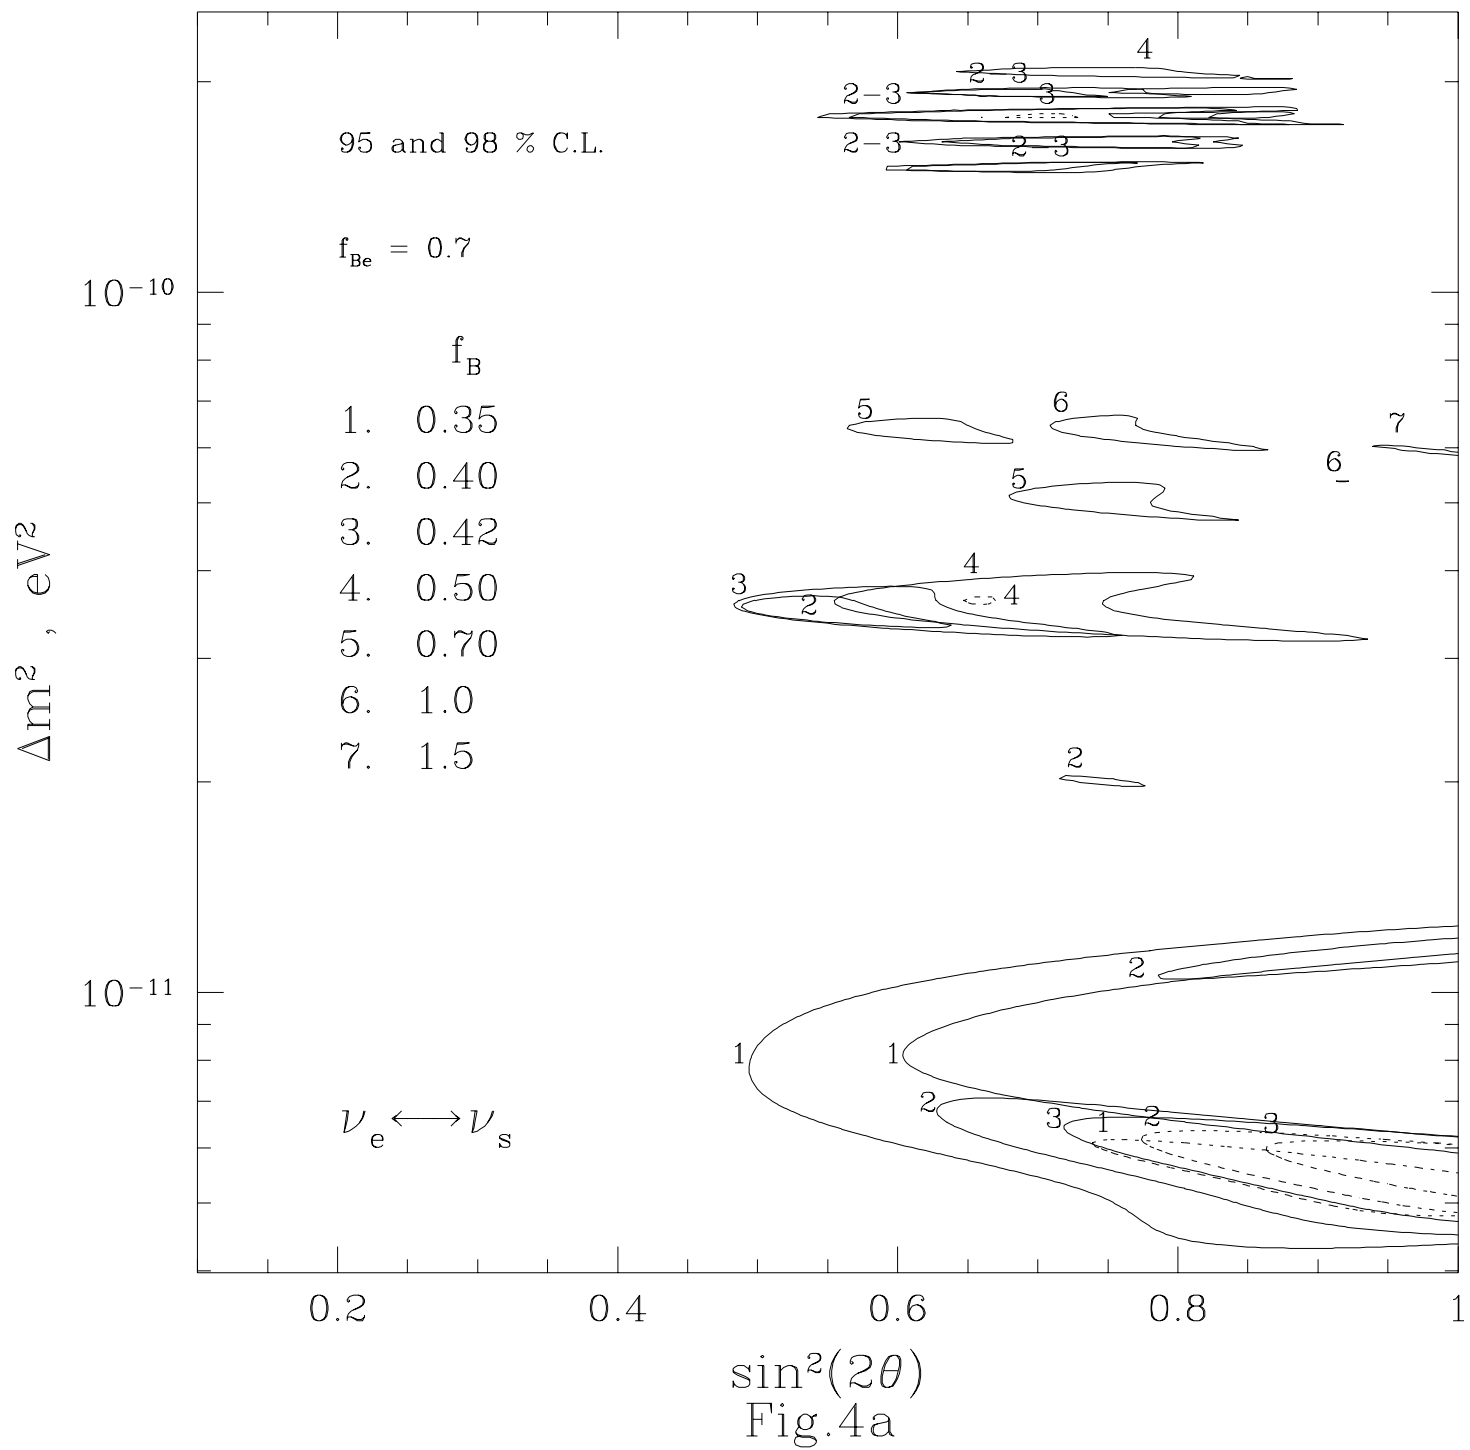 4
2 3
2-3 3
95 and 98 % C.L.
2-3 2 3
f_Be = 0.7
10^-10
f_B
1. 0.35
2. 0.40
3. 0.42
4. 0.50
5. 0.70
6. 1.0
7. 1.5
5 6 7
6
5
4
3 2 4
2
Δm² , eV²
10^-11
2
1 1
2 3 1 2 3
ν_e ⟷ ν_s
0.2 0.4 0.6 0.8 1
sin²(2θ)
Fig.4a